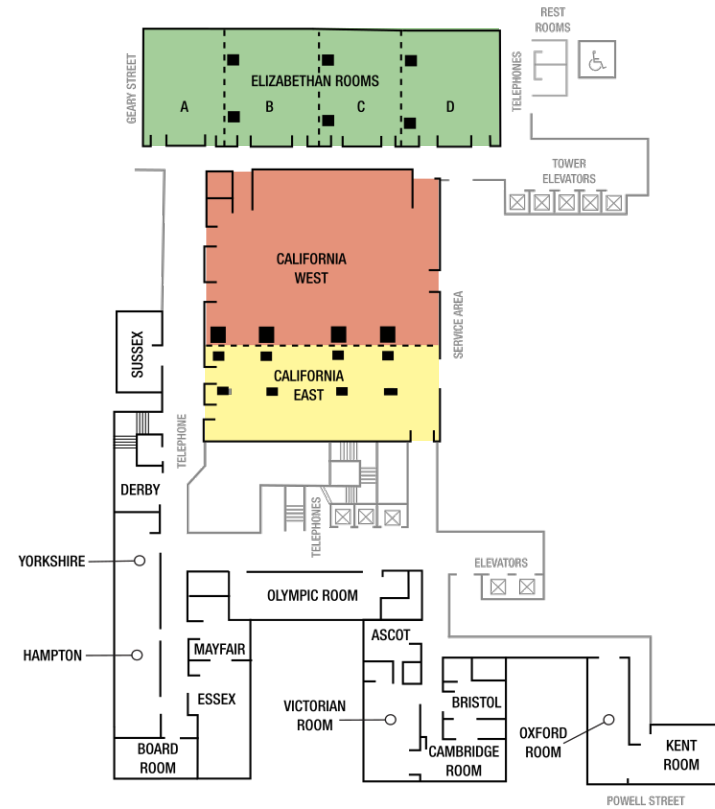 REST
ROOMS
GEARY STREET
ELIZABETHAN ROOMS
A
B
C
D
TELEPHONES
TOWER
ELEVATORS
CALIFORNIA
WEST
SERVICE AREA
SUSSEX
CALIFORNIA
EAST
TELEPHONE
DERBY
TELEPHONES
YORKSHIRE
ELEVATORS
OLYMPIC ROOM
HAMPTON
MAYFAIR
ASCOT
ESSEX
VICTORIAN
ROOM
BRISTOL
OXFORD
ROOM
BOARD
ROOM
CAMBRIDGE
ROOM
KENT
ROOM
POWELL STREET